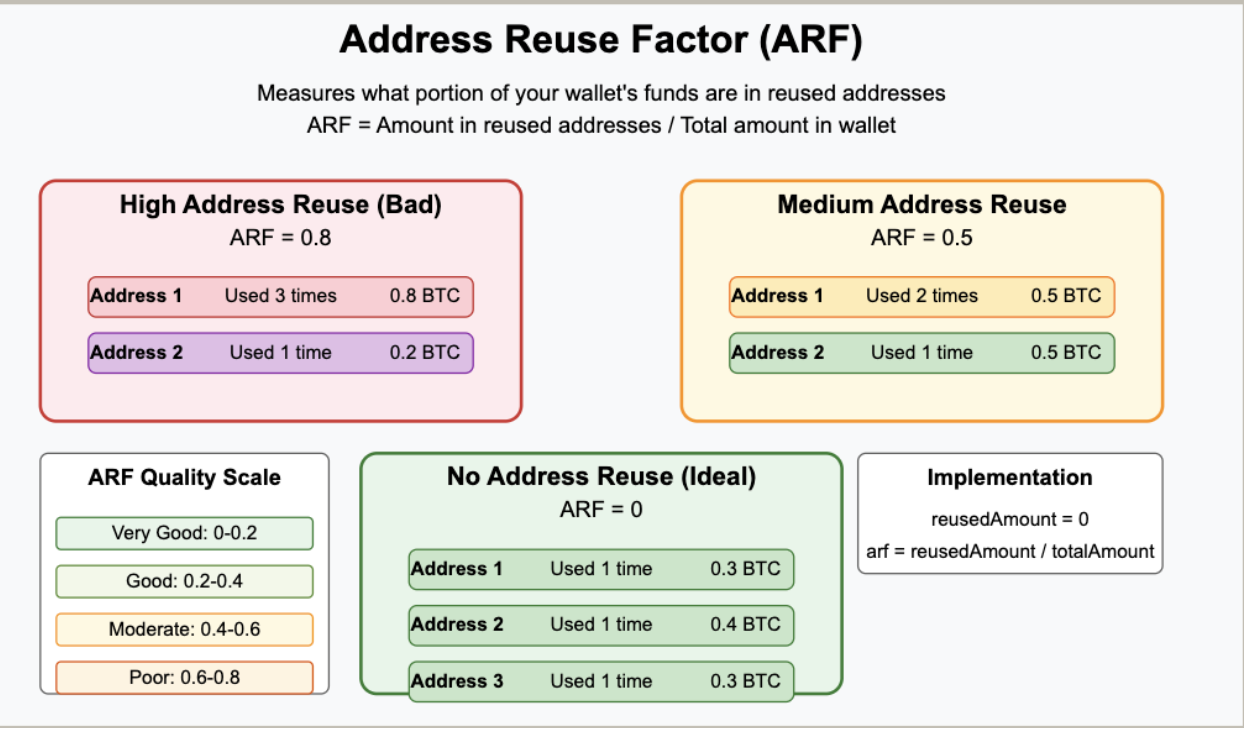 Address Reuse Factor (ARF)
Measures what portion of your wallet's funds are in reused addresses
ARF = Amount in reused addresses / Total amount in wallet
High Address Reuse (Bad)
ARF = 0.8
Address 1 Used 3 times 0.8 BTC
Address 2 Used 1 time 0.2 BTC
Medium Address Reuse
ARF = 0.5
Address 1 Used 2 times 0.5 BTC
Address 2 Used 1 time 0.5 BTC
ARF Quality Scale
Very Good: 0-0.2
Good: 0.2-0.4
Moderate: 0.4-0.6
Poor: 0.6-0.8
No Address Reuse (Ideal)
ARF = 0
Address 1 Used 1 time 0.3 BTC
Address 2 Used 1 time 0.4 BTC
Address 3 Used 1 time 0.3 BTC
Implementation
reusedAmount = 0
arf = reusedAmount / totalAmount